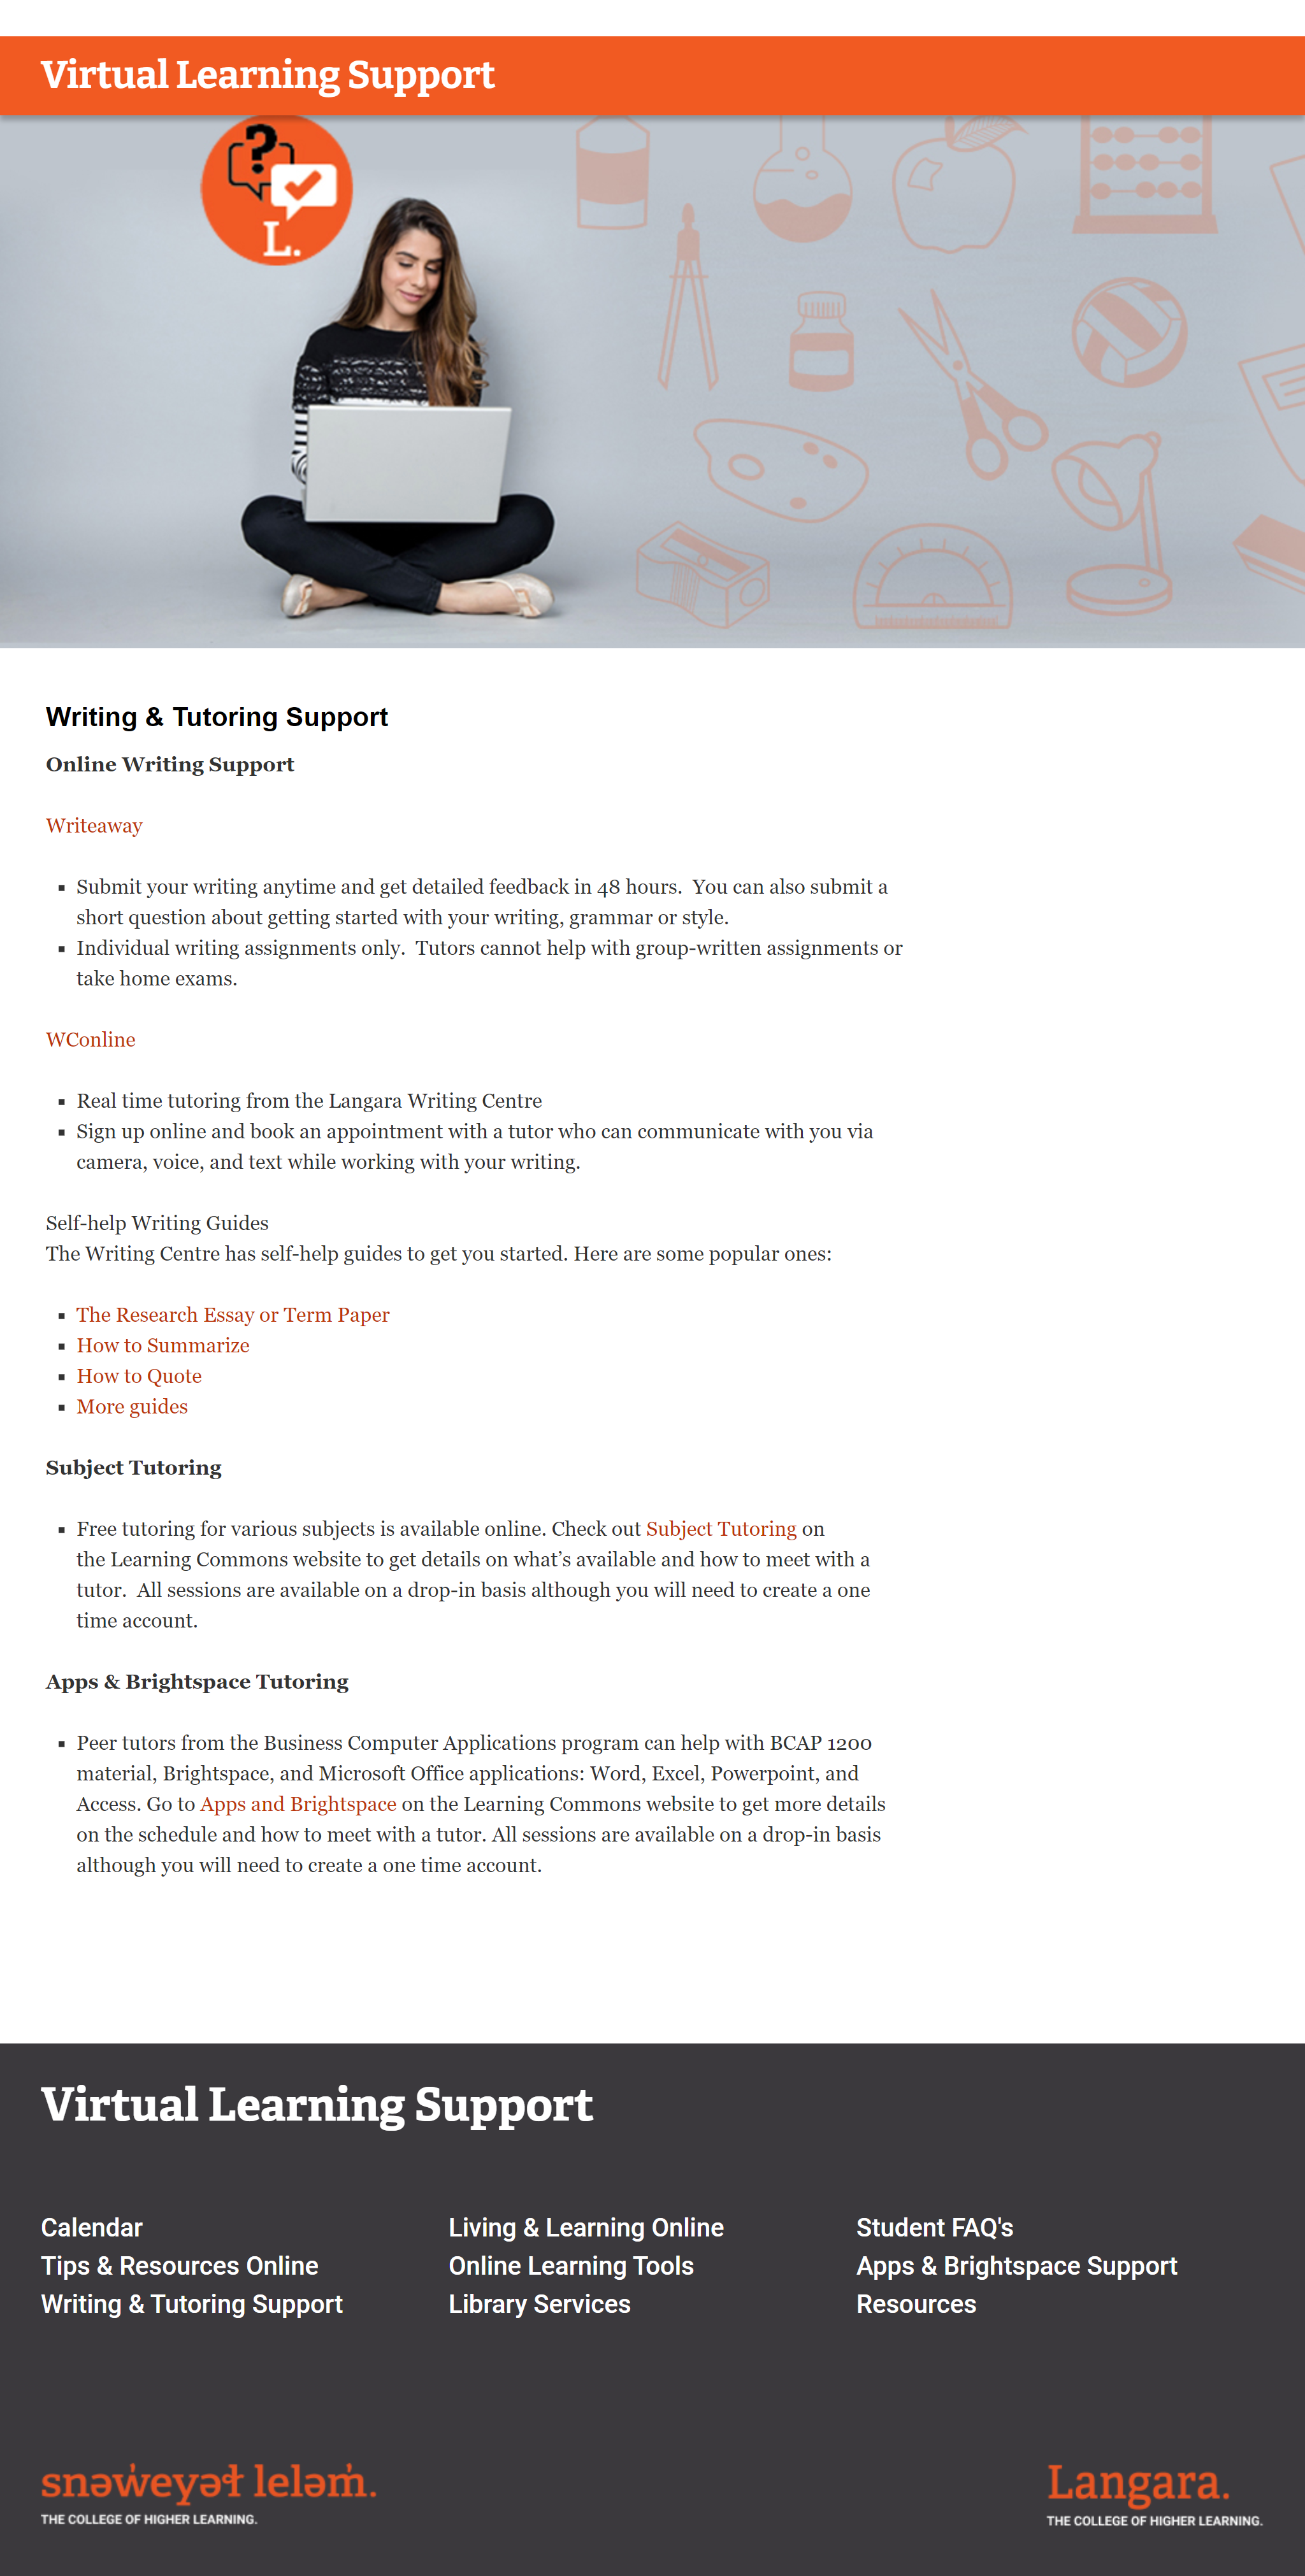 Virtual Learning Support
?
L.
Writing & Tutoring Support
Online Writing Support
Writeaway
▪ Submit your writing anytime and get detailed feedback in 48 hours.  You can also submit a
short question about getting started with your writing, grammar or style.
▪ Individual writing assignments only.  Tutors cannot help with group-written assignments or
take home exams.
WConline
▪ Real time tutoring from the Langara Writing Centre
▪ Sign up online and book an appointment with a tutor who can communicate with you via
camera, voice, and text while working with your writing.
Self-help Writing Guides
The Writing Centre has self-help guides to get you started. Here are some popular ones:
▪ The Research Essay or Term Paper
▪ How to Summarize
▪ How to Quote
▪ More guides
Subject Tutoring
▪ Free tutoring for various subjects is available online. Check out Subject Tutoring on
the Learning Commons website to get details on what’s available and how to meet with a
tutor.  All sessions are available on a drop-in basis although you will need to create a one
time account.
Apps & Brightspace Tutoring
▪ Peer tutors from the Business Computer Applications program can help with BCAP 1200
material, Brightspace, and Microsoft Office applications: Word, Excel, Powerpoint, and
Access. Go to Apps and Brightspace on the Learning Commons website to get more details
on the schedule and how to meet with a tutor. All sessions are available on a drop-in basis
although you will need to create a one time account.
Virtual Learning Support
Calendar
Tips & Resources Online
Writing & Tutoring Support
Living & Learning Online
Online Learning Tools
Library Services
Student FAQ's
Apps & Brightspace Support
Resources
snəw̓eyəɬ leləm̓.
THE COLLEGE OF HIGHER LEARNING.
Langara.
THE COLLEGE OF HIGHER LEARNING.